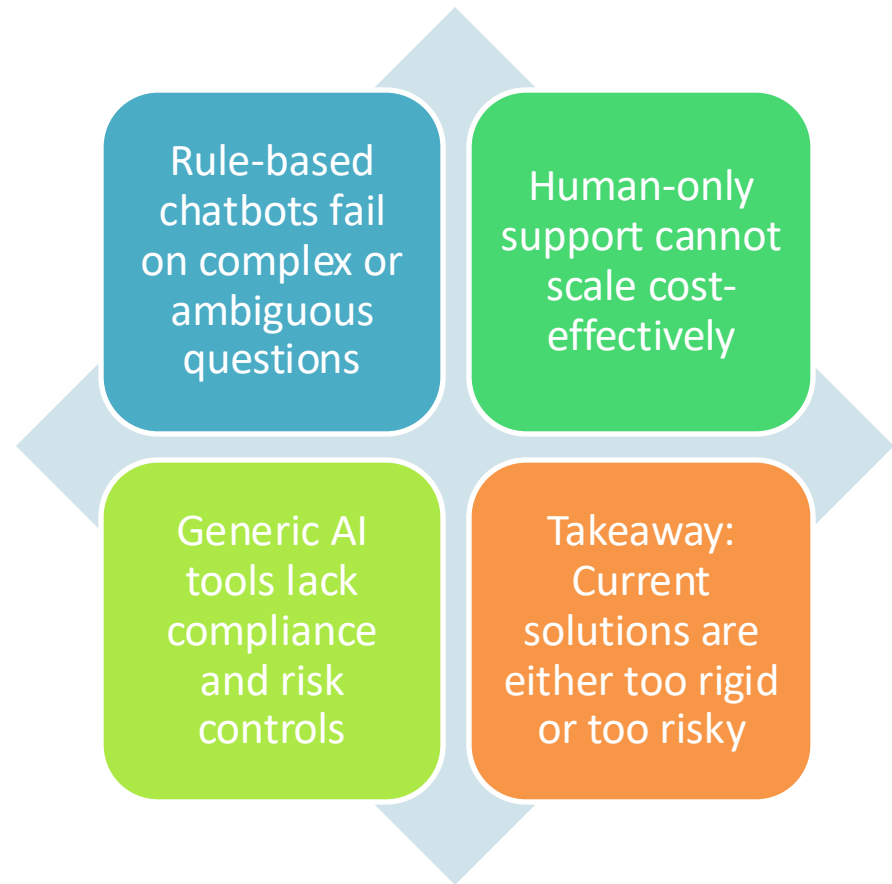 Rule-based
chatbots fail
on complex or
ambiguous
questions
Human-only
support cannot
scale cost-
effectively
Generic AI
tools lack
compliance
and risk
controls
Takeaway:
Current
solutions are
either too rigid
or too risky